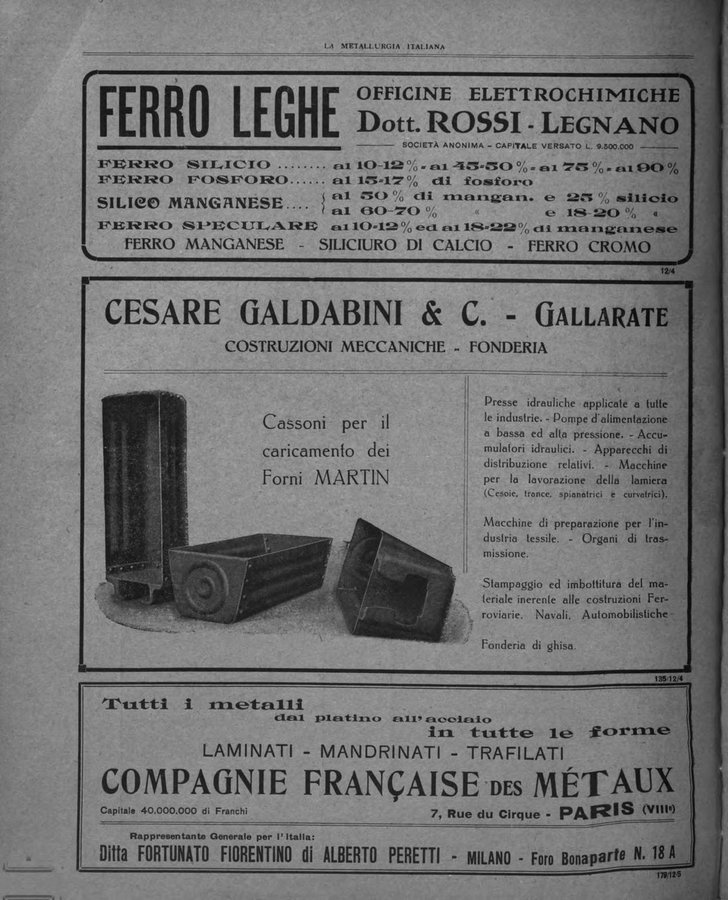 LA METALLURGIA ITALIANA
FERRO LEGHE
OFFICINE ELETTROCHIMICHE
Dott. ROSSI - LEGNANO
SOCIETÀ ANONIMA - CAPITALE VERSATO L. 9.500.000
FERRO SILICIO ........ al 10-12% - al 45-50% - al 75% - al 90%
FERRO FOSFORO...... al 15-17% di fosforo
SILICO MANGANESE.... { al 50% di mangan. e 25% silicio
al 60-70% « e 18-20% «
FERRO SPECULARE al 10-12% ed al 18-22% di manganese
FERRO MANGANESE - SILICIURO DI CALCIO - FERRO CROMO
12/4
CESARE GALDABINI & C. - GALLARATE
COSTRUZIONI MECCANICHE - FONDERIA
Cassoni per il
caricamento dei
Forni MARTIN
Presse idrauliche applicate a tutte
le industrie. - Pompe d'alimentazione
a bassa ed alta pressione. - Accu-
mulatori idraulici. - Apparecchi di
distribuzione relativi. - Macchine
per la lavorazione della lamiera
(Cesoie, trance, spianatrici e curvatrici).
Macchine di preparazione per l'in-
dustria tessile. - Organi di tras-
missione.
Stampaggio ed imbottitura del ma-
teriale inerente alle costruzioni Fer-
roviarie. Navali. Automobilistiche
Fonderia di ghisa.
135/12/4
Tutti i metalli
dal platino all'acciaio
in tutte le forme
LAMINATI - MANDRINATI - TRAFILATI
COMPAGNIE FRANÇAISE DES MÉTAUX
Capitale 40.000.000 di Franchi
7, Rue du Cirque - PARIS (VIIIe)
Rappresentante Generale per l'Italia:
Ditta FORTUNATO FIORENTINO di ALBERTO PERETTI - MILANO - Foro Bonaparte N. 18 A
179/12/5